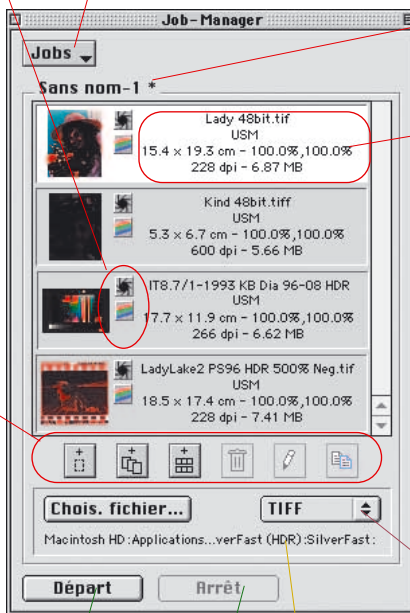 Job-Manager
Jobs
Sans nom-1 *
Lady 48bit.tif
USM
15.4 x 19.3 cm - 100.0%,100.0%
228 dpi - 6.87 MB
Kind 48bit.tiff
USM
5.3 x 6.7 cm - 100.0%,100.0%
600 dpi - 5.66 MB
IT8.7/1-1993 KB Dia 96-08 HDR
USM
17.7 x 11.9 cm - 100.0%,100.0%
266 dpi - 6.62 MB
LadyLake2 PS96 HDR 500% Neg.tif
USM
18.5 x 17.4 cm - 100.0%,100.0%
228 dpi - 7.41 MB
Chois. fichier...
TIFF
Macintosh HD:Applications...verFast (HDR):SilverFast:
Départ
Arrêt